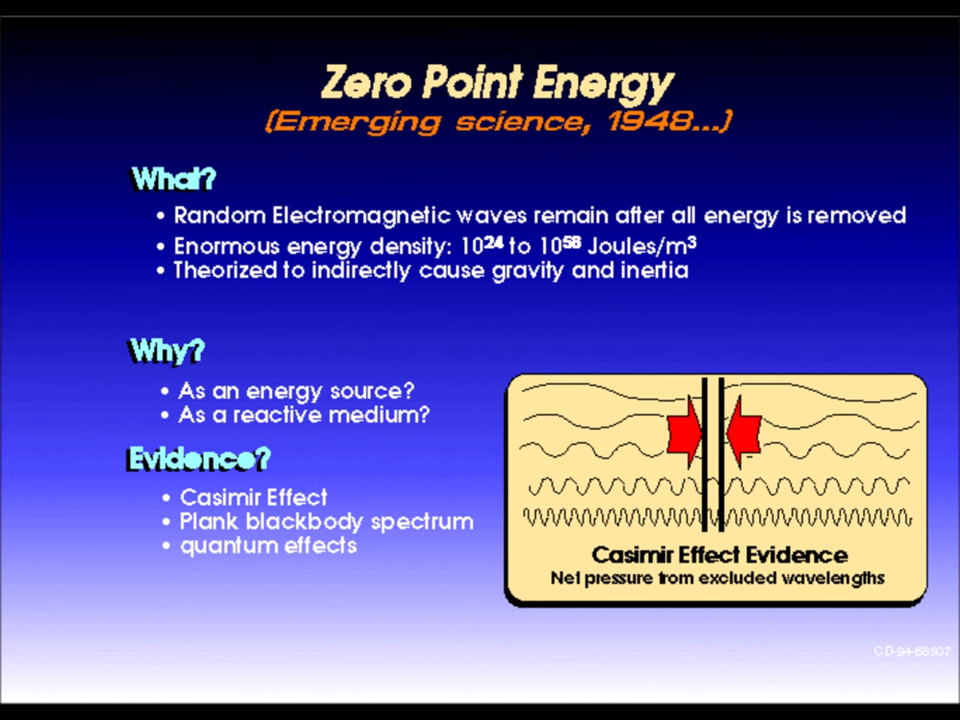 Zero Point Energy
(Emerging science, 1948...)
What?
• Random Electromagnetic waves remain after all energy is removed
• Enormous energy density: 10²⁴ to 10⁵⁸ Joules/m³
• Theorized to indirectly cause gravity and inertia
Why?
• As an energy source?
• As a reactive medium?
Evidence?
• Casimir Effect
• Plank blackbody spectrum
• quantum effects
Casimir Effect Evidence
Net pressure from excluded wavelengths
CD-94-68507